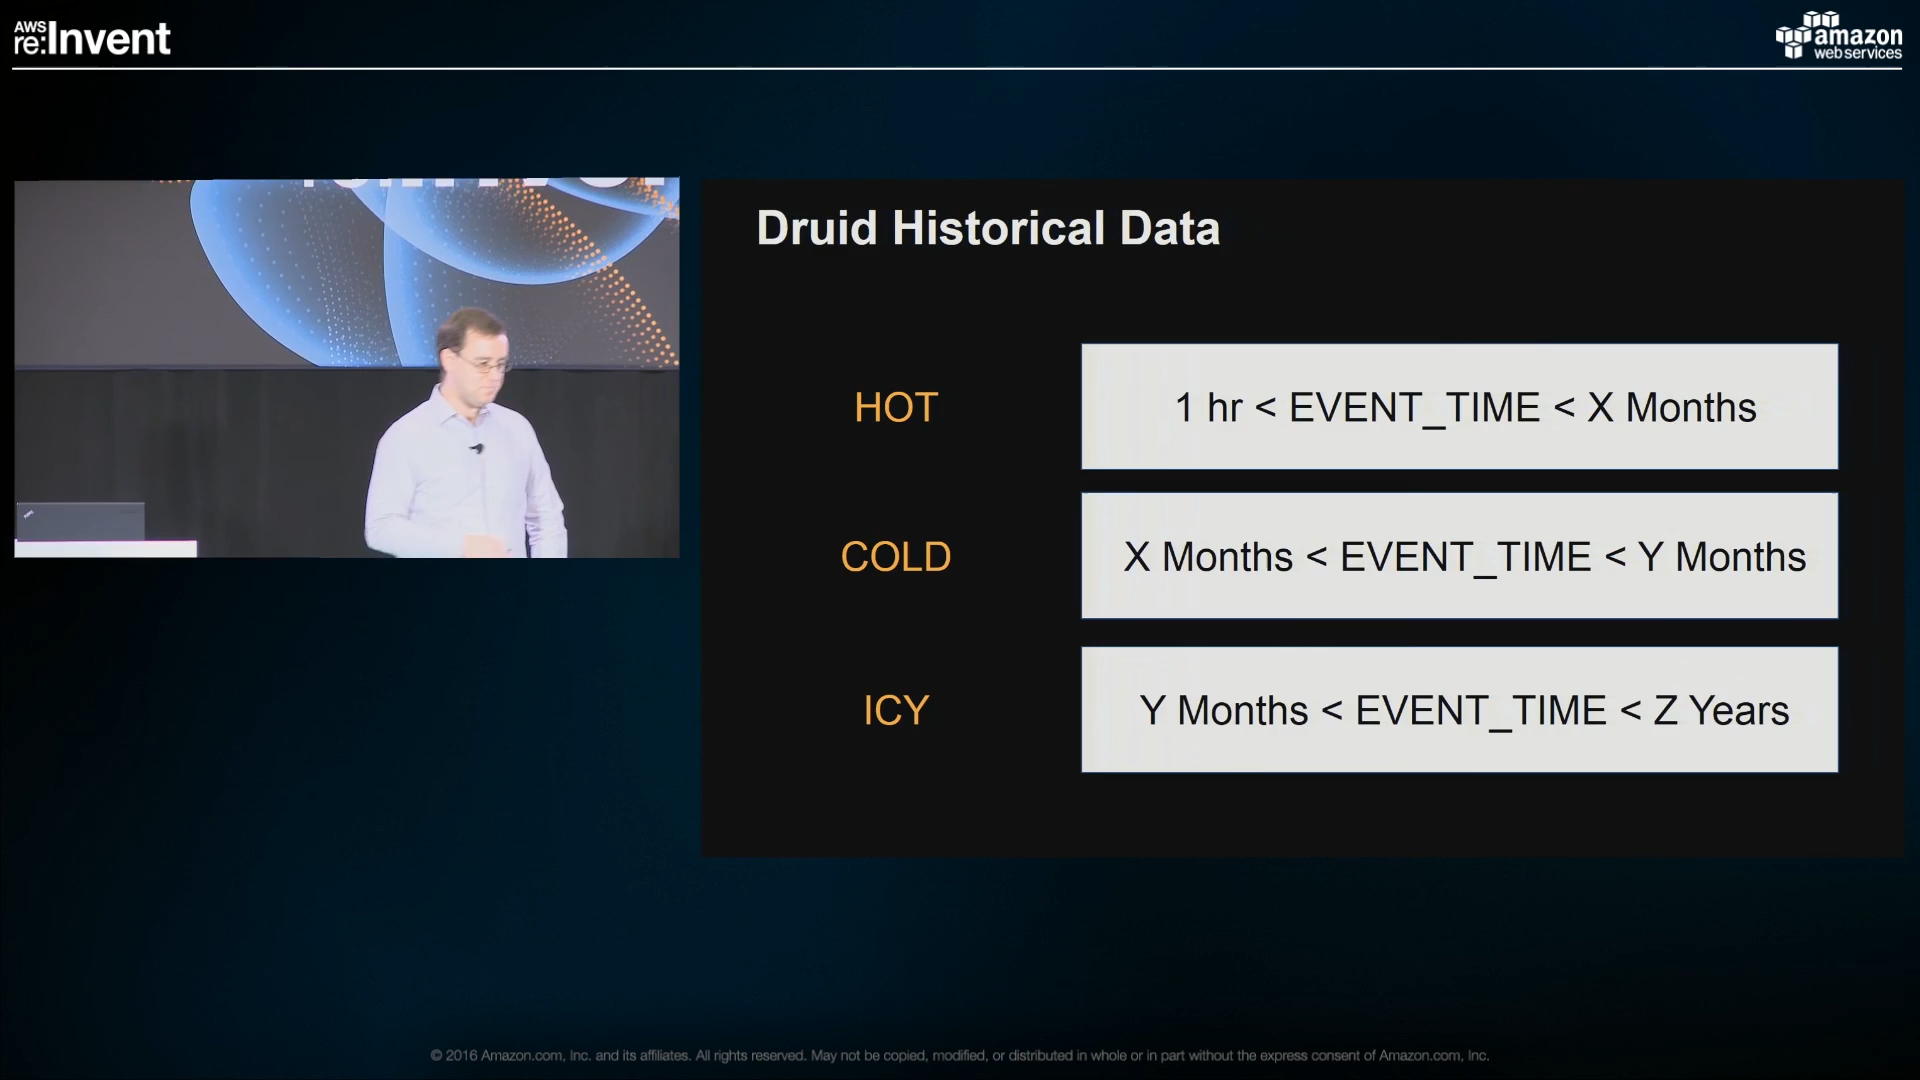 AWS
re:Invent
amazon
web services
Druid Historical Data
HOT
1 hr < EVENT_TIME < X Months
COLD
X Months < EVENT_TIME < Y Months
ICY
Y Months < EVENT_TIME < Z Years
© 2016 Amazon.com, Inc. and its affiliates. All rights reserved. May not be copied, modified, or distributed in whole or in part without the express consent of Amazon.com, Inc.